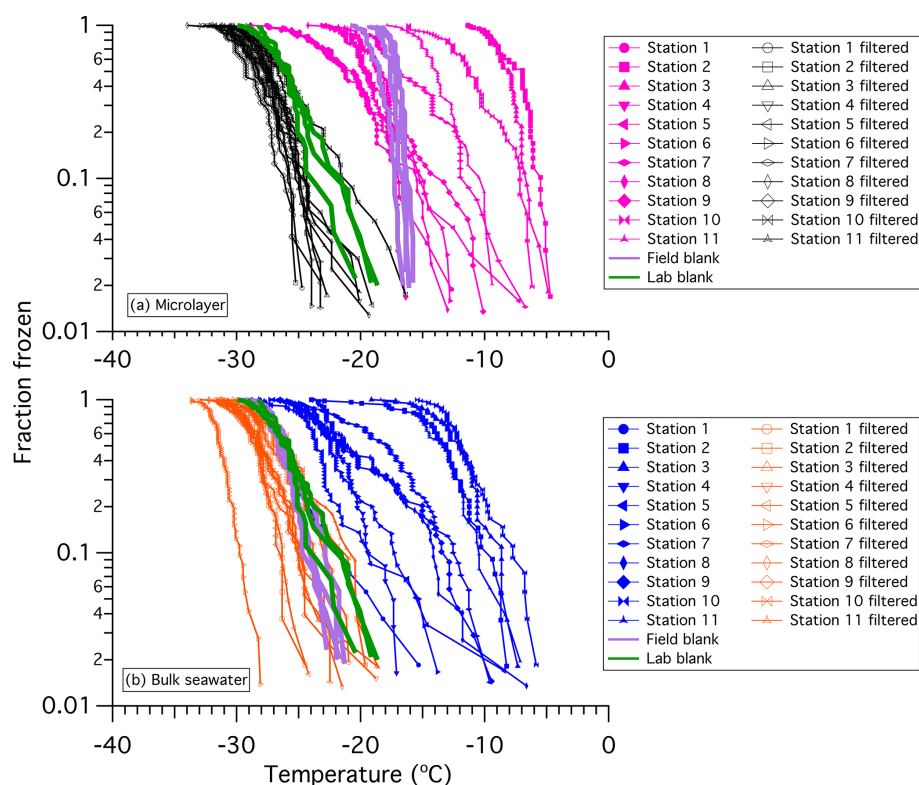 1
6
4
2
0.1
6
4
2
0.01
(a) Microlayer
-40
-30
-20
-10
0
Station 1
Station 2
Station 3
Station 4
Station 5
Station 6
Station 7
Station 8
Station 9
Station 10
Station 11
Field blank
Lab blank
Station 1 filtered
Station 2 filtered
Station 3 filtered
Station 4 filtered
Station 5 filtered
Station 6 filtered
Station 7 filtered
Station 8 filtered
Station 9 filtered
Station 10 filtered
Station 11 filtered
Fraction frozen
1
6
4
2
0.1
6
4
2
0.01
(b) Bulk seawater
-40
-30
-20
-10
0
Temperature (ºC)
Station 1
Station 2
Station 3
Station 4
Station 5
Station 6
Station 7
Station 8
Station 9
Station 10
Station 11
Field blank
Lab blank
Station 1 filtered
Station 2 filtered
Station 3 filtered
Station 4 filtered
Station 5 filtered
Station 6 filtered
Station 7 filtered
Station 8 filtered
Station 9 filtered
Station 10 filtered
Station 11 filtered